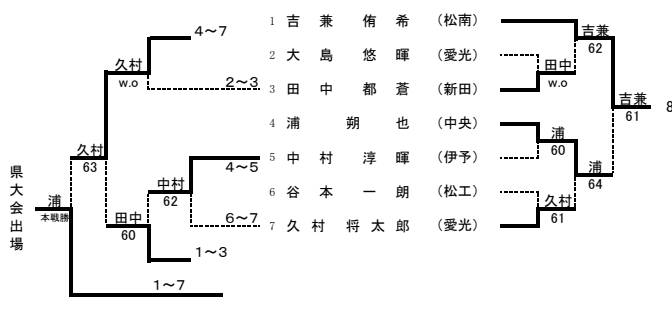 4～7
久村
w.o
2～3
久村
63
中村
62
4～5
6～7
県大会出場
浦
本戦勝
田中
60
1～3
1～7
1 吉兼 侑希 （松南）
2 大島 悠暉 （愛光）
3 田中 都蒼 （新田）
4 浦 朔也 （中央）
5 中村 淳暉 （伊予）
6 谷本 一朗 （松工）
7 久村 将太郎 （愛光）
吉兼
62
田中
w.o
吉兼
61
8
浦
60
浦
64
久村
61